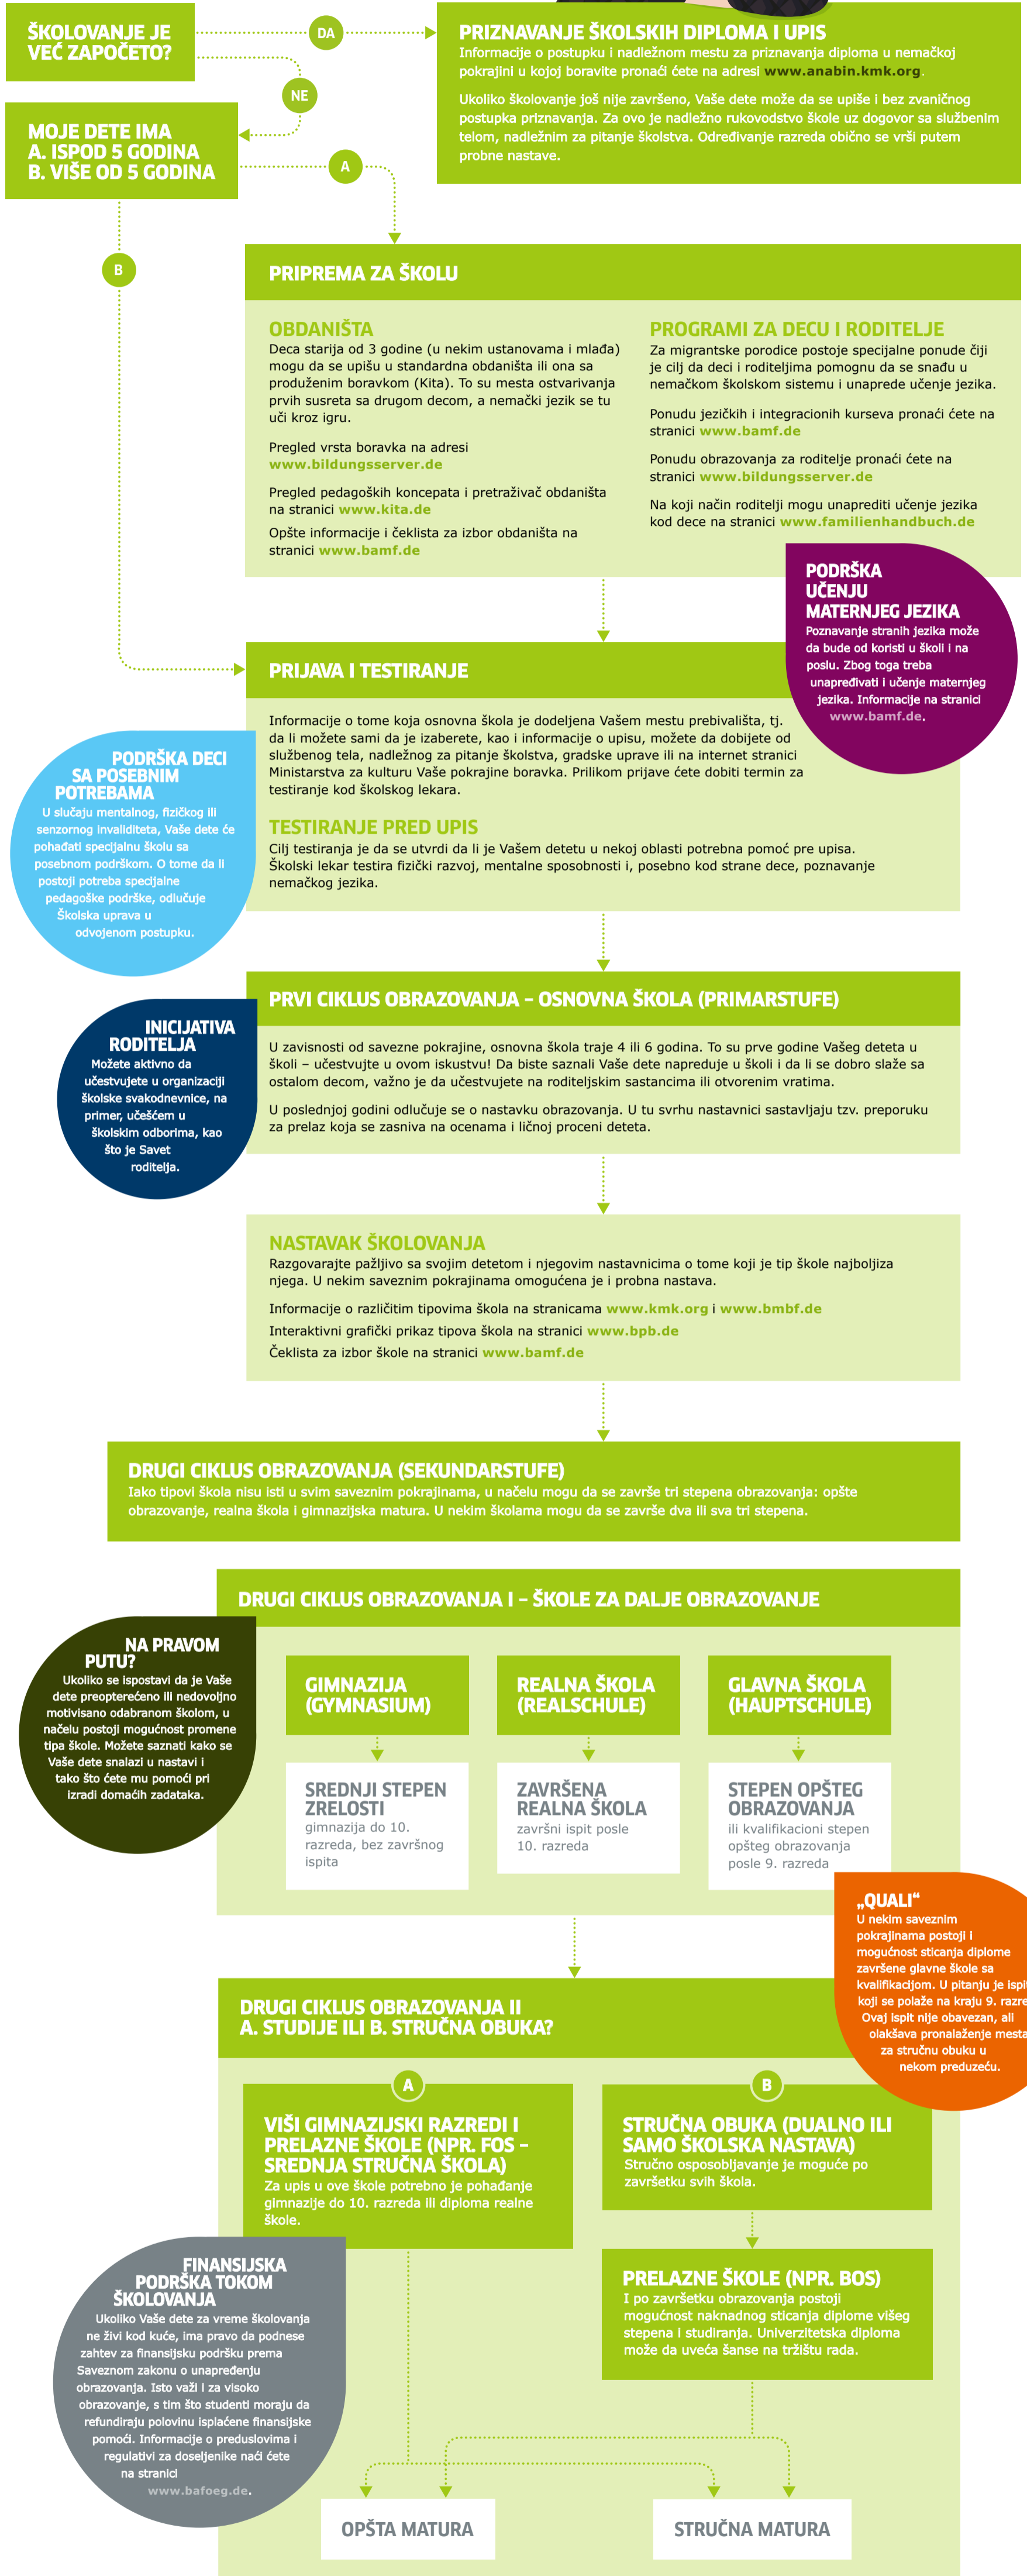 ŠKOLOVANJE JE
VEĆ ZAPOČETO?
DA
NE
PRIZNAVANJE ŠKOLSKIH DIPLOMA I UPIS
Informacije o postupku i nadležnom mestu za priznavanja diploma u nemačkoj
pokrajini u kojoj boravite pronaći ćete na adresi www.anabin.kmk.org.
Ukoliko školovanje još nije završeno, Vaše dete može da se upiše i bez zvaničnog
postupka priznavanja. Za ovo je nadležno rukovodstvo škole uz dogovor sa službenim
telom, nadležnim za pitanje školstva. Određivanje razreda obično se vrši putem
probne nastave.
MOJE DETE IMA
A. ISPOD 5 GODINA
B. VIŠE OD 5 GODINA
A
B
PRIPREMA ZA ŠKOLU
OBDANIŠTA
Deca starija od 3 godine (u nekim ustanovama i mlađa)
mogu da se upišu u standardna obdaništa ili ona sa
produženim boravkom (Kita). To su mesta ostvarivanja
prvih susreta sa drugom decom, a nemački jezik se tu
uči kroz igru.
Pregled vrsta boravka na adresi
www.bildungsserver.de
Pregled pedagoških koncepata i pretraživač obdaništa
na stranici www.kita.de
Opšte informacije i čeklista za izbor obdaništa na
stranici www.bamf.de
PROGRAMI ZA DECU I RODITELJE
Za migrantske porodice postoje specijalne ponude čiji
je cilj da deci i roditeljima pomognu da se snađu u
nemačkom školskom sistemu i unaprede učenje jezika.
Ponudu jezičkih i integracionih kurseva pronaći ćete na
stranici www.bamf.de
Ponudu obrazovanja za roditelje pronaći ćete na
stranici www.bildungsserver.de
Na koji način roditelji mogu unaprediti učenje jezika
kod dece na stranici www.familienhandbuch.de
PODRŠKA
UČENJU
MATERNJEG JEZIKA
Poznavanje stranih jezika može
da bude od koristi u školi i na
poslu. Zbog toga treba
unapređivati i učenje maternjeg
jezika. Informacije na stranici
www.bamf.de.
PRIJAVA I TESTIRANJE
Informacije o tome koja osnovna škola je dodeljena Vašem mestu prebivališta, tj.
da li možete sami da je izaberete, kao i informacije o upisu, možete da dobijete od
službenog tela, nadležnog za pitanje školstva, gradske uprave ili na internet stranici
Ministarstva za kulturu Vaše pokrajine boravka. Prilikom prijave ćete dobiti termin za
testiranje kod školskog lekara.
TESTIRANJE PRED UPIS
Cilj testiranja je da se utvrdi da li je Vašem detetu u nekoj oblasti potrebna pomoć pre upisa.
Školski lekar testira fizički razvoj, mentalne sposobnosti i, posebno kod strane dece, poznavanje
nemačkog jezika.
PODRŠKA DECI
SA POSEBNIM
POTREBAMA
U slučaju mentalnog, fizičkog ili
senzornog invaliditeta, Vaše dete će
pohađati specijalnu školu sa
posebnom podrškom. O tome da li
postoji potreba specijalne
pedagoške podrške, odlučuje
Školska uprava u
odvojenom postupku.
PRVI CIKLUS OBRAZOVANJA – OSNOVNA ŠKOLA (PRIMARSTUFE)
U zavisnosti od savezne pokrajine, osnovna škola traje 4 ili 6 godina. To su prve godine Vašeg deteta u
školi – učestvujte u ovom iskustvu! Da biste saznali Vaše dete napreduje u školi i da li se dobro slaže sa
ostalom decom, važno je da učestvujete na roditeljskim sastancima ili otvorenim vratima.
U poslednjoj godini odlučuje se o nastavku obrazovanja. U tu svrhu nastavnici sastavljaju tzv. preporuku
za prelaz koja se zasniva na ocenama i ličnoj proceni deteta.
INICIJATIVA
RODITELJA
Možete aktivno da
učestvujete u organizaciji
školske svakodnevnice, na
primer, učešćem u
školskim odborima, kao
što je Savet
roditelja.
NASTAVAK ŠKOLOVANJA
Razgovarajte pažljivo sa svojim detetom i njegovim nastavnicima o tome koji je tip škole najboljiza
njega. U nekim saveznim pokrajinama omogućena je i probna nastava.
Informacije o različitim tipovima škola na stranicama www.kmk.org i www.bmbf.de
Interaktivni grafički prikaz tipova škola na stranici www.bpb.de
Čeklista za izbor škole na stranici www.bamf.de
DRUGI CIKLUS OBRAZOVANJA (SEKUNDARSTUFE)
Iako tipovi škola nisu isti u svim saveznim pokrajinama, u načelu mogu da se završe tri stepena obrazovanja: opšte
obrazovanje, realna škola i gimnazijska matura. U nekim školama mogu da se završe dva ili sva tri stepena.
DRUGI CIKLUS OBRAZOVANJA I – ŠKOLE ZA DALJE OBRAZOVANJE
NA PRAVOM
PUTU?
Ukoliko se ispostavi da je Vaše
dete preopterećeno ili nedovoljno
motivisano odabranom školom, u
načelu postoji mogućnost promene
tipa škole. Možete saznati kako se
Vaše dete snalazi u nastavi i
tako što ćete mu pomoći pri
izradi domaćih zadataka.
GIMNAZIJA
(GYMNASIUM)
SREDNJI STEPEN
ZRELOSTI
gimnazija do 10.
razreda, bez završnog
ispita
REALNA ŠKOLA
(REALSCHULE)
ZAVRŠENA
REALNA ŠKOLA
završni ispit posle
10. razreda
GLAVNA ŠKOLA
(HAUPTSCHULE)
STEPEN OPŠTEG
OBRAZOVANJA
ili kvalifikacioni stepen
opšteg obrazovanja
posle 9. razreda
„QUALI“
U nekim saveznim
pokrajinama postoji i
mogućnost sticanja diplome
završene glavne škole sa
kvalifikacijom. U pitanju je ispi
koji se polaže na kraju 9. razre
Ovaj ispit nije obavezan, ali
olakšava pronalaženje mesta
za stručnu obuku u
nekom preduzeću.
DRUGI CIKLUS OBRAZOVANJA II
A. STUDIJE ILI B. STRUČNA OBUKA?
A
VIŠI GIMNAZIJSKI RAZREDI I
PRELAZNE ŠKOLE (NPR. FOS –
SREDNJA STRUČNA ŠKOLA)
Za upis u ove škole potrebno je pohađanje
gimnazije do 10. razreda ili diploma realne
škole.
B
STRUČNA OBUKA (DUALNO ILI
SAMO ŠKOLSKA NASTAVA)
Stručno osposobljavanje je moguće po
završetku svih škola.
PRELAZNE ŠKOLE (NPR. BOS)
I po završetku obrazovanja postoji
mogućnost naknadnog sticanja diplome višeg
stepena i studiranja. Univerzitetska diploma
može da uveća šanse na tržištu rada.
FINANSIJSKA
PODRŠKA TOKOM
ŠKOLOVANJA
Ukoliko Vaše dete za vreme školovanja
ne živi kod kuće, ima pravo da podnese
zahtev za finansijsku podršku prema
Saveznom zakonu o unapređenju
obrazovanja. Isto važi i za visoko
obrazovanje, s tim što studenti moraju da
refundiraju polovinu isplaćene finansijske
pomoći. Informacije o preduslovima i
regulativi za doseljenike naći ćete
na stranici
www.bafoeg.de.
OPŠTA MATURA
STRUČNA MATURA